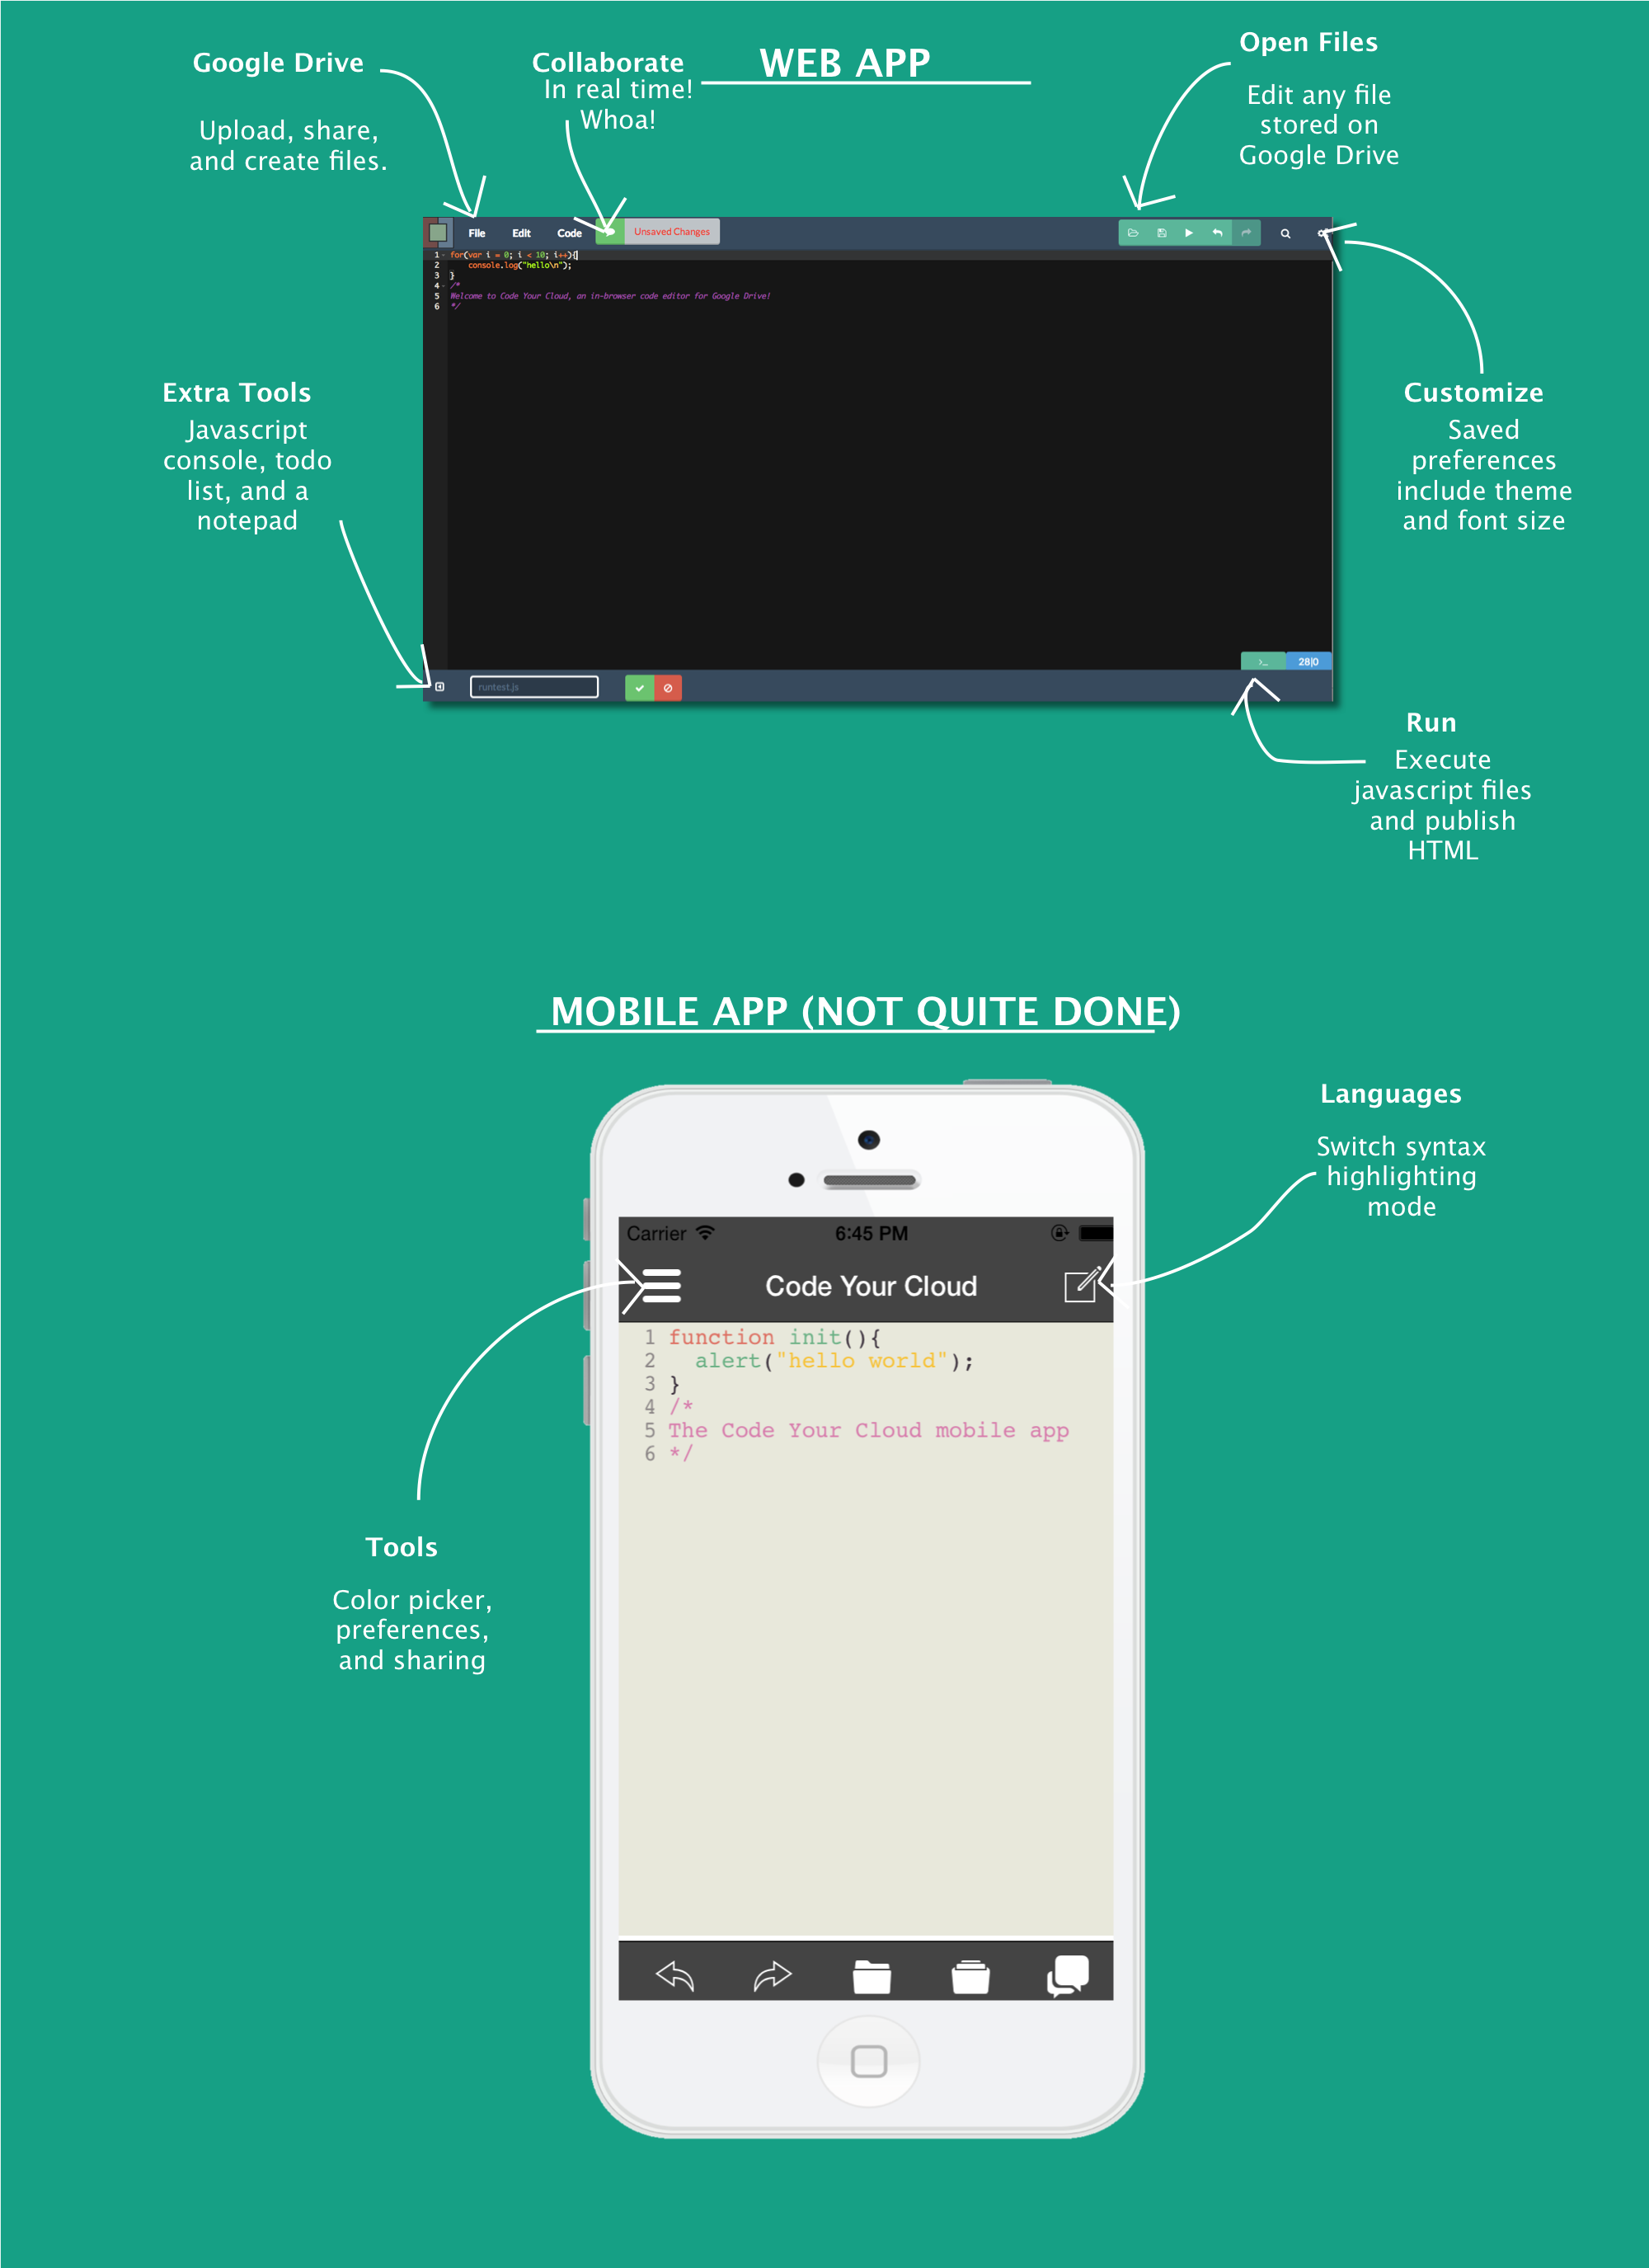 WEB APP
Google Drive
Upload, share,
and create files.
Collaborate
In real time!
Whoa!
Open Files
Edit any file
stored on
Google Drive
File Edit Code Unsaved Changes
1 for(var i = 0; i < 10; i++){
2 console.log("hello\n");
3 }
4 /*
5 Welcome to Code Your Cloud, an in-browser code editor for Google Drive!
6 */
Extra Tools
Javascript
console, todo
list, and a
notepad
Customize
Saved
preferences
include theme
and font size
>_ 28|0
runtest.js
Run
Execute
javascript files
and publish
HTML
MOBILE APP (NOT QUITE DONE)
Languages
Switch syntax
highlighting
mode
Carrier 6:45 PM
Code Your Cloud
1 function init(){
2 alert("hello world");
3 }
4 /*
5 The Code Your Cloud mobile app
6 */
Tools
Color picker,
preferences,
and sharing